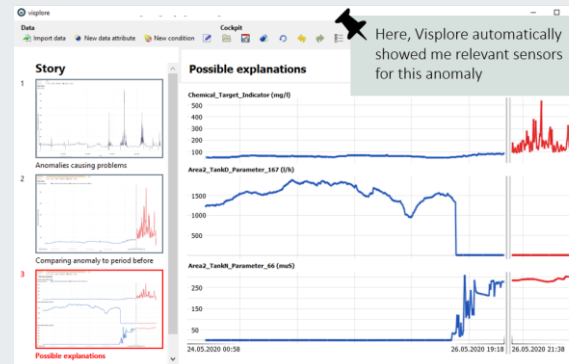 visplore
Data
Cockpit
Import data
New data attribute
New condition
Here, Visplore automatically
showed me relevant sensors
for this anomaly
Story
Possible explanations
1
Chemical_Target_Indicator (mg/l)
500
400
300
200
100
Anomalies causing problems
Area2_TankD_Parameter_167 (l/h)
2
1500
1000
500
Comparing anomaly to period before
Area2_TankN_Parameter_66 (muS)
3
250
150
50
24.05.2020 00:58
26.05.2020 19:18
26.05.2020 21:38
Possible explanations